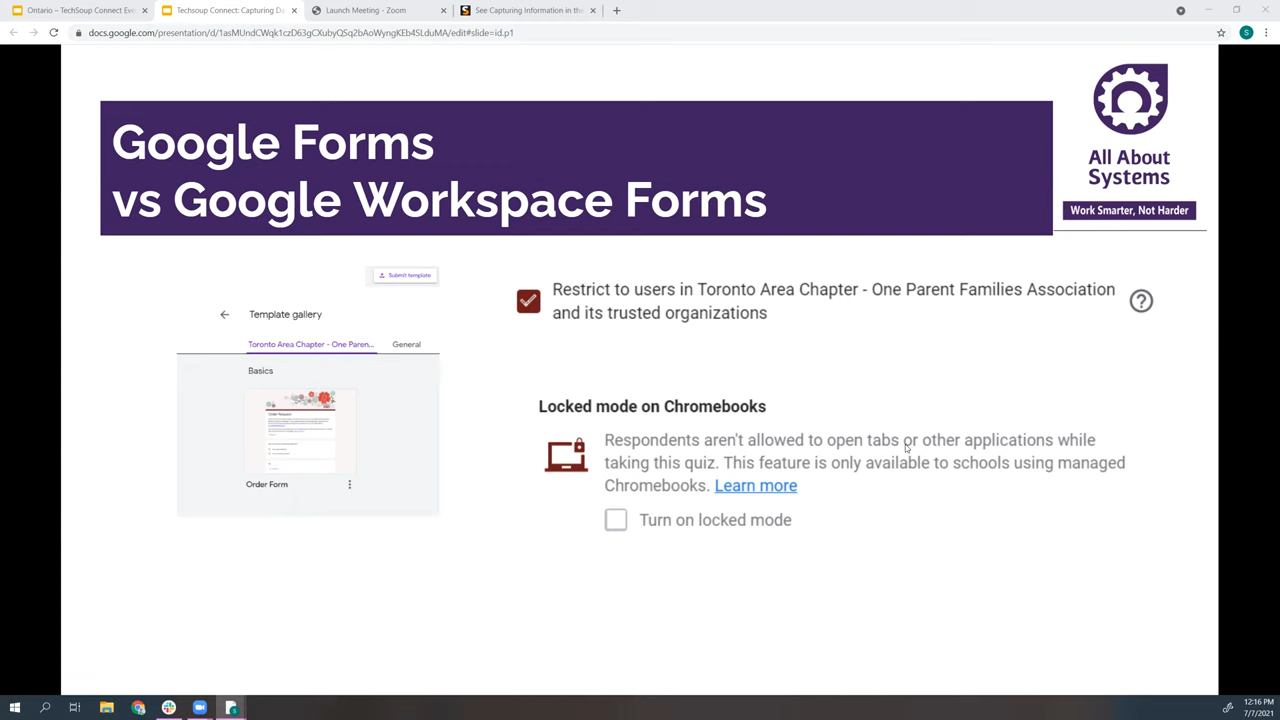 Ontario – TechSoup Connect Eve
Techsoup Connect: Capturing Da
Launch Meeting - Zoom
See Capturing Information in the
docs.google.com/presentation/d/1asMUndCWqk1czD63gCXubyQSq2bAoWyngKEb4SLduMA/edit#slide=id.p1
S
Google Forms
vs Google Workspace Forms
All About
Systems
Work Smarter, Not Harder
Submit template
Template gallery
Toronto Area Chapter - One Paren...
General
Basics
Order Request
Order Form
Restrict to users in Toronto Area Chapter - One Parent Families Association
and its trusted organizations
Locked mode on Chromebooks
Respondents aren't allowed to open tabs or other applications while
taking this quiz. This feature is only available to schools using managed
Chromebooks. Learn more
Turn on locked mode
12:16 PM
7/7/2021